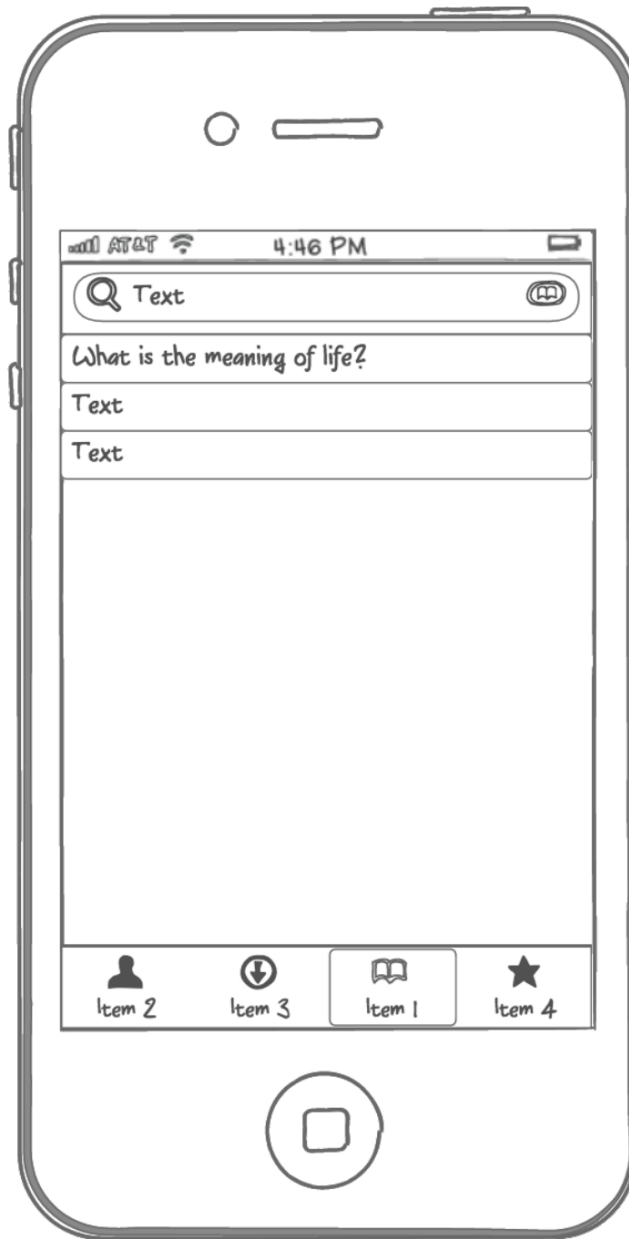 AT&T 4:46 PM
Text
What is the meaning of life?
Text
Text
Item 2 Item 3 Item 1 Item 4